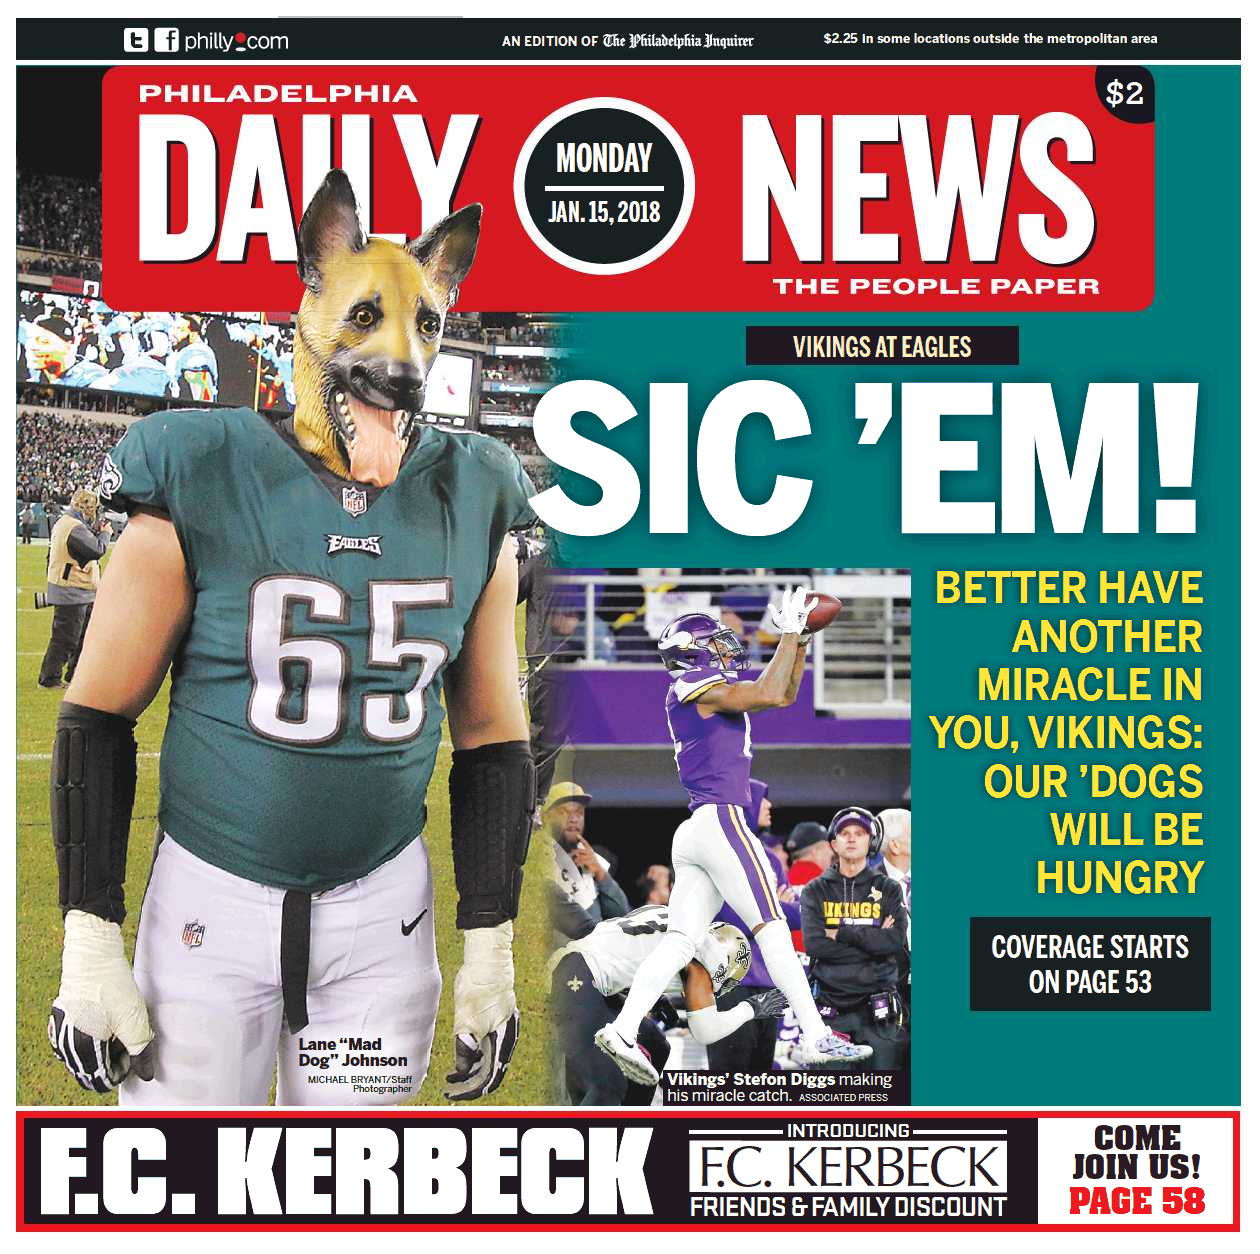 philly.com
AN EDITION OF The Philadelphia Inquirer
$2.25 in some locations outside the metropolitan area
PHILADELPHIA
DAILY NEWS
$2
MONDAY
JAN. 15, 2018
THE PEOPLE PAPER
VIKINGS AT EAGLES
SIC ’EM!
BETTER HAVE
ANOTHER
MIRACLE IN
YOU, VIKINGS:
OUR ’DOGS
WILL BE
HUNGRY
COVERAGE STARTS
ON PAGE 53
NFL
EAGLES
65
NFL
VIKINGS
Lane “Mad
Dog” Johnson
MICHAEL BRYANT/Staff
Photographer
Vikings’ Stefon Diggs making
his miracle catch. ASSOCIATED PRESS
F.C. KERBECK
INTRODUCING
F.C. KERBECK
FRIENDS & FAMILY DISCOUNT
COME
JOIN US!
PAGE 58